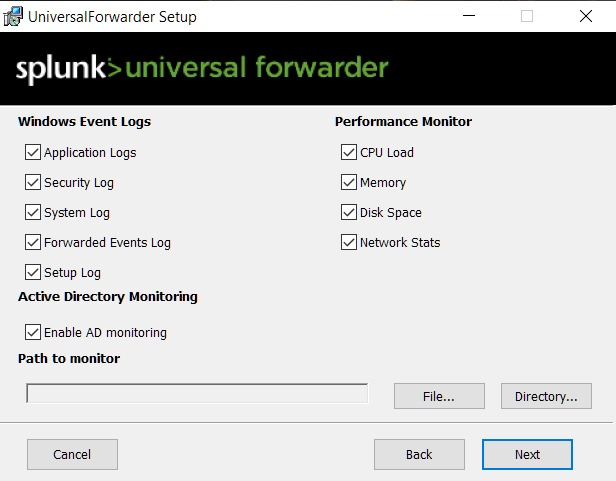 UniversalForwarder Setup
splunk>universal forwarder
Windows Event Logs
Application Logs
Security Log
System Log
Forwarded Events Log
Setup Log
Performance Monitor
CPU Load
Memory
Disk Space
Network Stats
Active Directory Monitoring
Enable AD monitoring
Path to monitor
File...
Directory...
Cancel
Back
Next